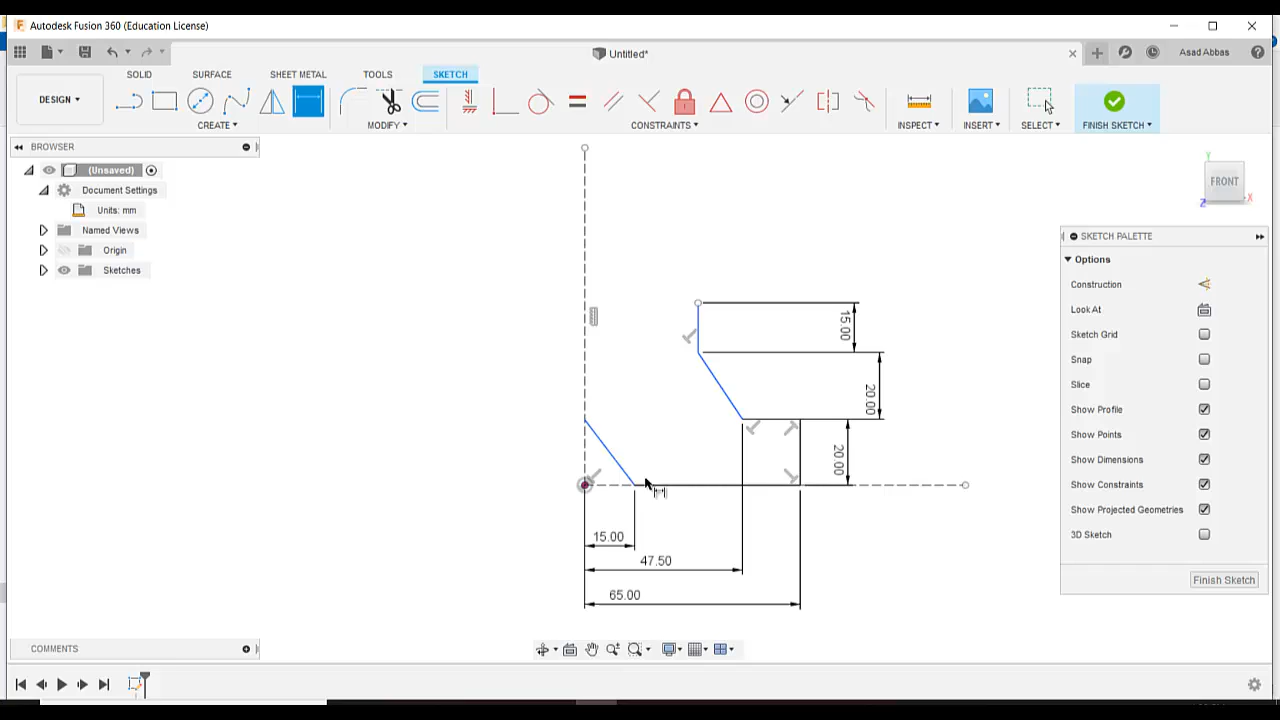 Autodesk Fusion 360 (Education License)
Untitled*
Asad Abbas
DESIGN
SOLID SURFACE SHEET METAL TOOLS SKETCH
CREATE MODIFY CONSTRAINTS INSPECT INSERT SELECT FINISH SKETCH
BROWSER
(Unsaved)
Document Settings
Units: mm
Named Views
Origin
Sketches
Y
FRONT
X
Z
SKETCH PALETTE
Options
Construction
Look At
Sketch Grid
Snap
Slice
Show Profile
Show Points
Show Dimensions
Show Constraints
Show Projected Geometries
3D Sketch
Finish Sketch
15.00
20.00
20.00
15.00
47.50
65.00
COMMENTS